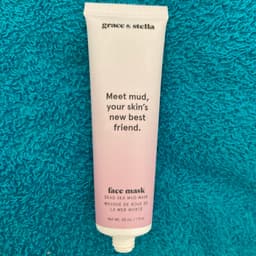 grace & stella
Meet mud,
your skin's
new best
friend.
face mask
DEAD SEA MUD MASK
MASQUE DE BOUE DE
LA MER MORTE